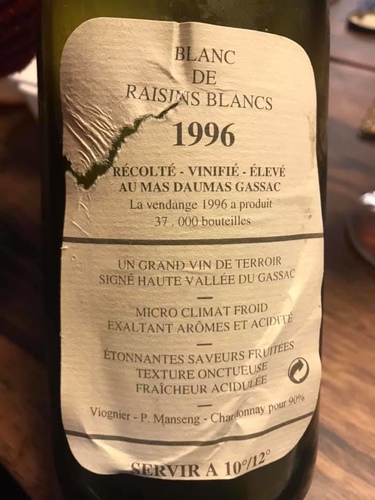 BLANC
DE
RAISINS BLANCS
1996
RÉCOLTÉ - VINIFIÉ - ÉLEVÉ
AU MAS DAUMAS GASSAC
La vendange 1996 a produit
37 . 000 bouteilles
UN GRAND VIN DE TERROIR
SIGNÉ HAUTE VALLÉE DU GASSAC
MICRO CLIMAT FROID
EXALTANT ARÔMES ET ACIDITÉ
ÉTONNANTES SAVEURS FRUITÉES
TEXTURE ONCTUEUSE
FRAÎCHEUR ACIDULÉE
Viognier - P. Manseng - Chardonnay pour 90%
SERVIR A 10°/12°